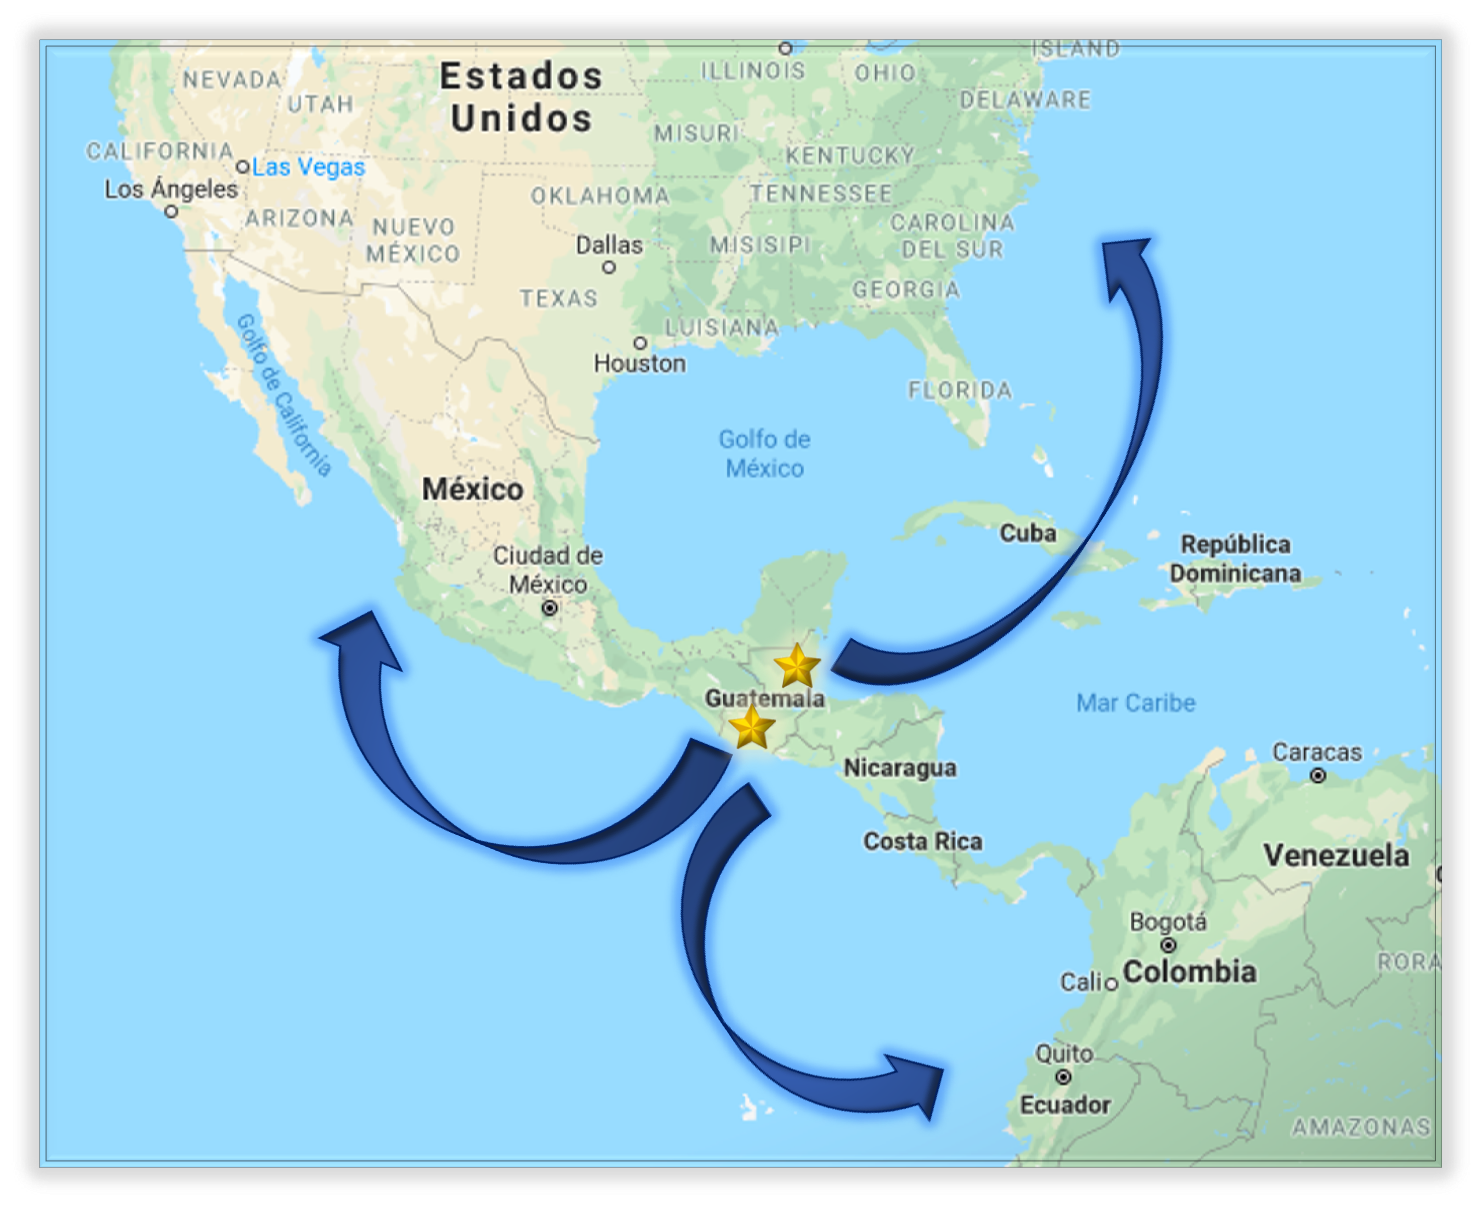 ISLAND
Estados
Unidos
ILLINOIS
OHIO
NEVADA
UTAH
DELAWARE
MISURI
CALIFORNIA
Las Vegas
KENTUCKY
Los Ángeles
OKLAHOMA
TENNESSEE
ARIZONA
NUEVO
MÉXICO
CAROLINA
DEL SUR
Dallas
MISISIPI
TEXAS
GEORGIA
LUISIANA
Golfo de California
Houston
FLORIDA
Golfo de
México
México
Cuba
República
Dominicana
Ciudad de
México
Guatemala
Mar Caribe
Nicaragua
Caracas
Costa Rica
Venezuela
Bogotá
Cali
Colombia
RORA
Quito
Ecuador
AMAZONAS